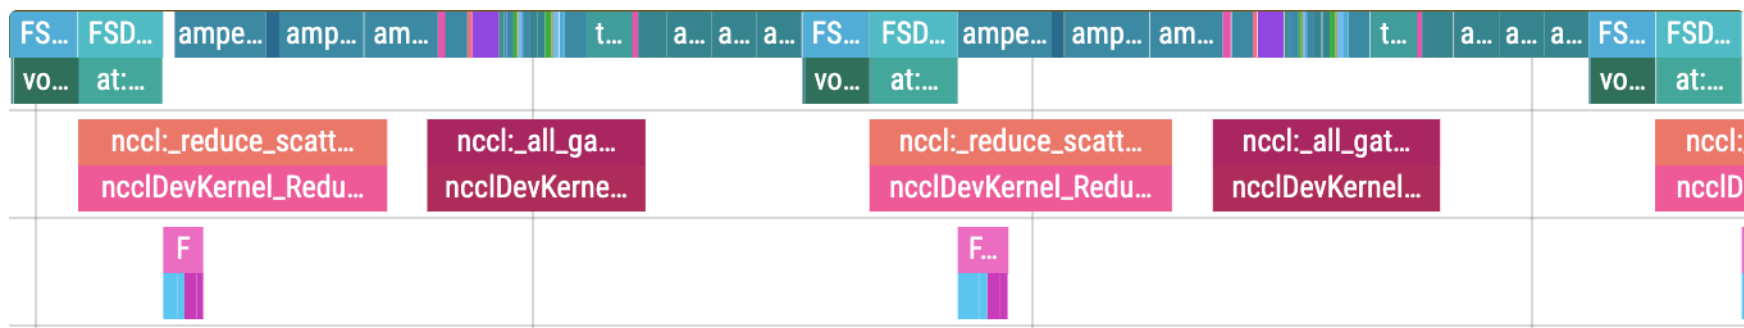 FS... FSD... ampe... amp... am... t... a... a... a... FS... FSD... ampe... amp... am... t... a... a... a... FS... FSD...
vo... at:... vo... at:... vo... at:...
nccl:_reduce_scatt... nccl:_all_ga... nccl:_reduce_scatt... nccl:_all_gat... nccl:
ncclDevKernel_Redu... ncclDevKerne... ncclDevKernel_Redu... ncclDevKernel... ncclD
F F...